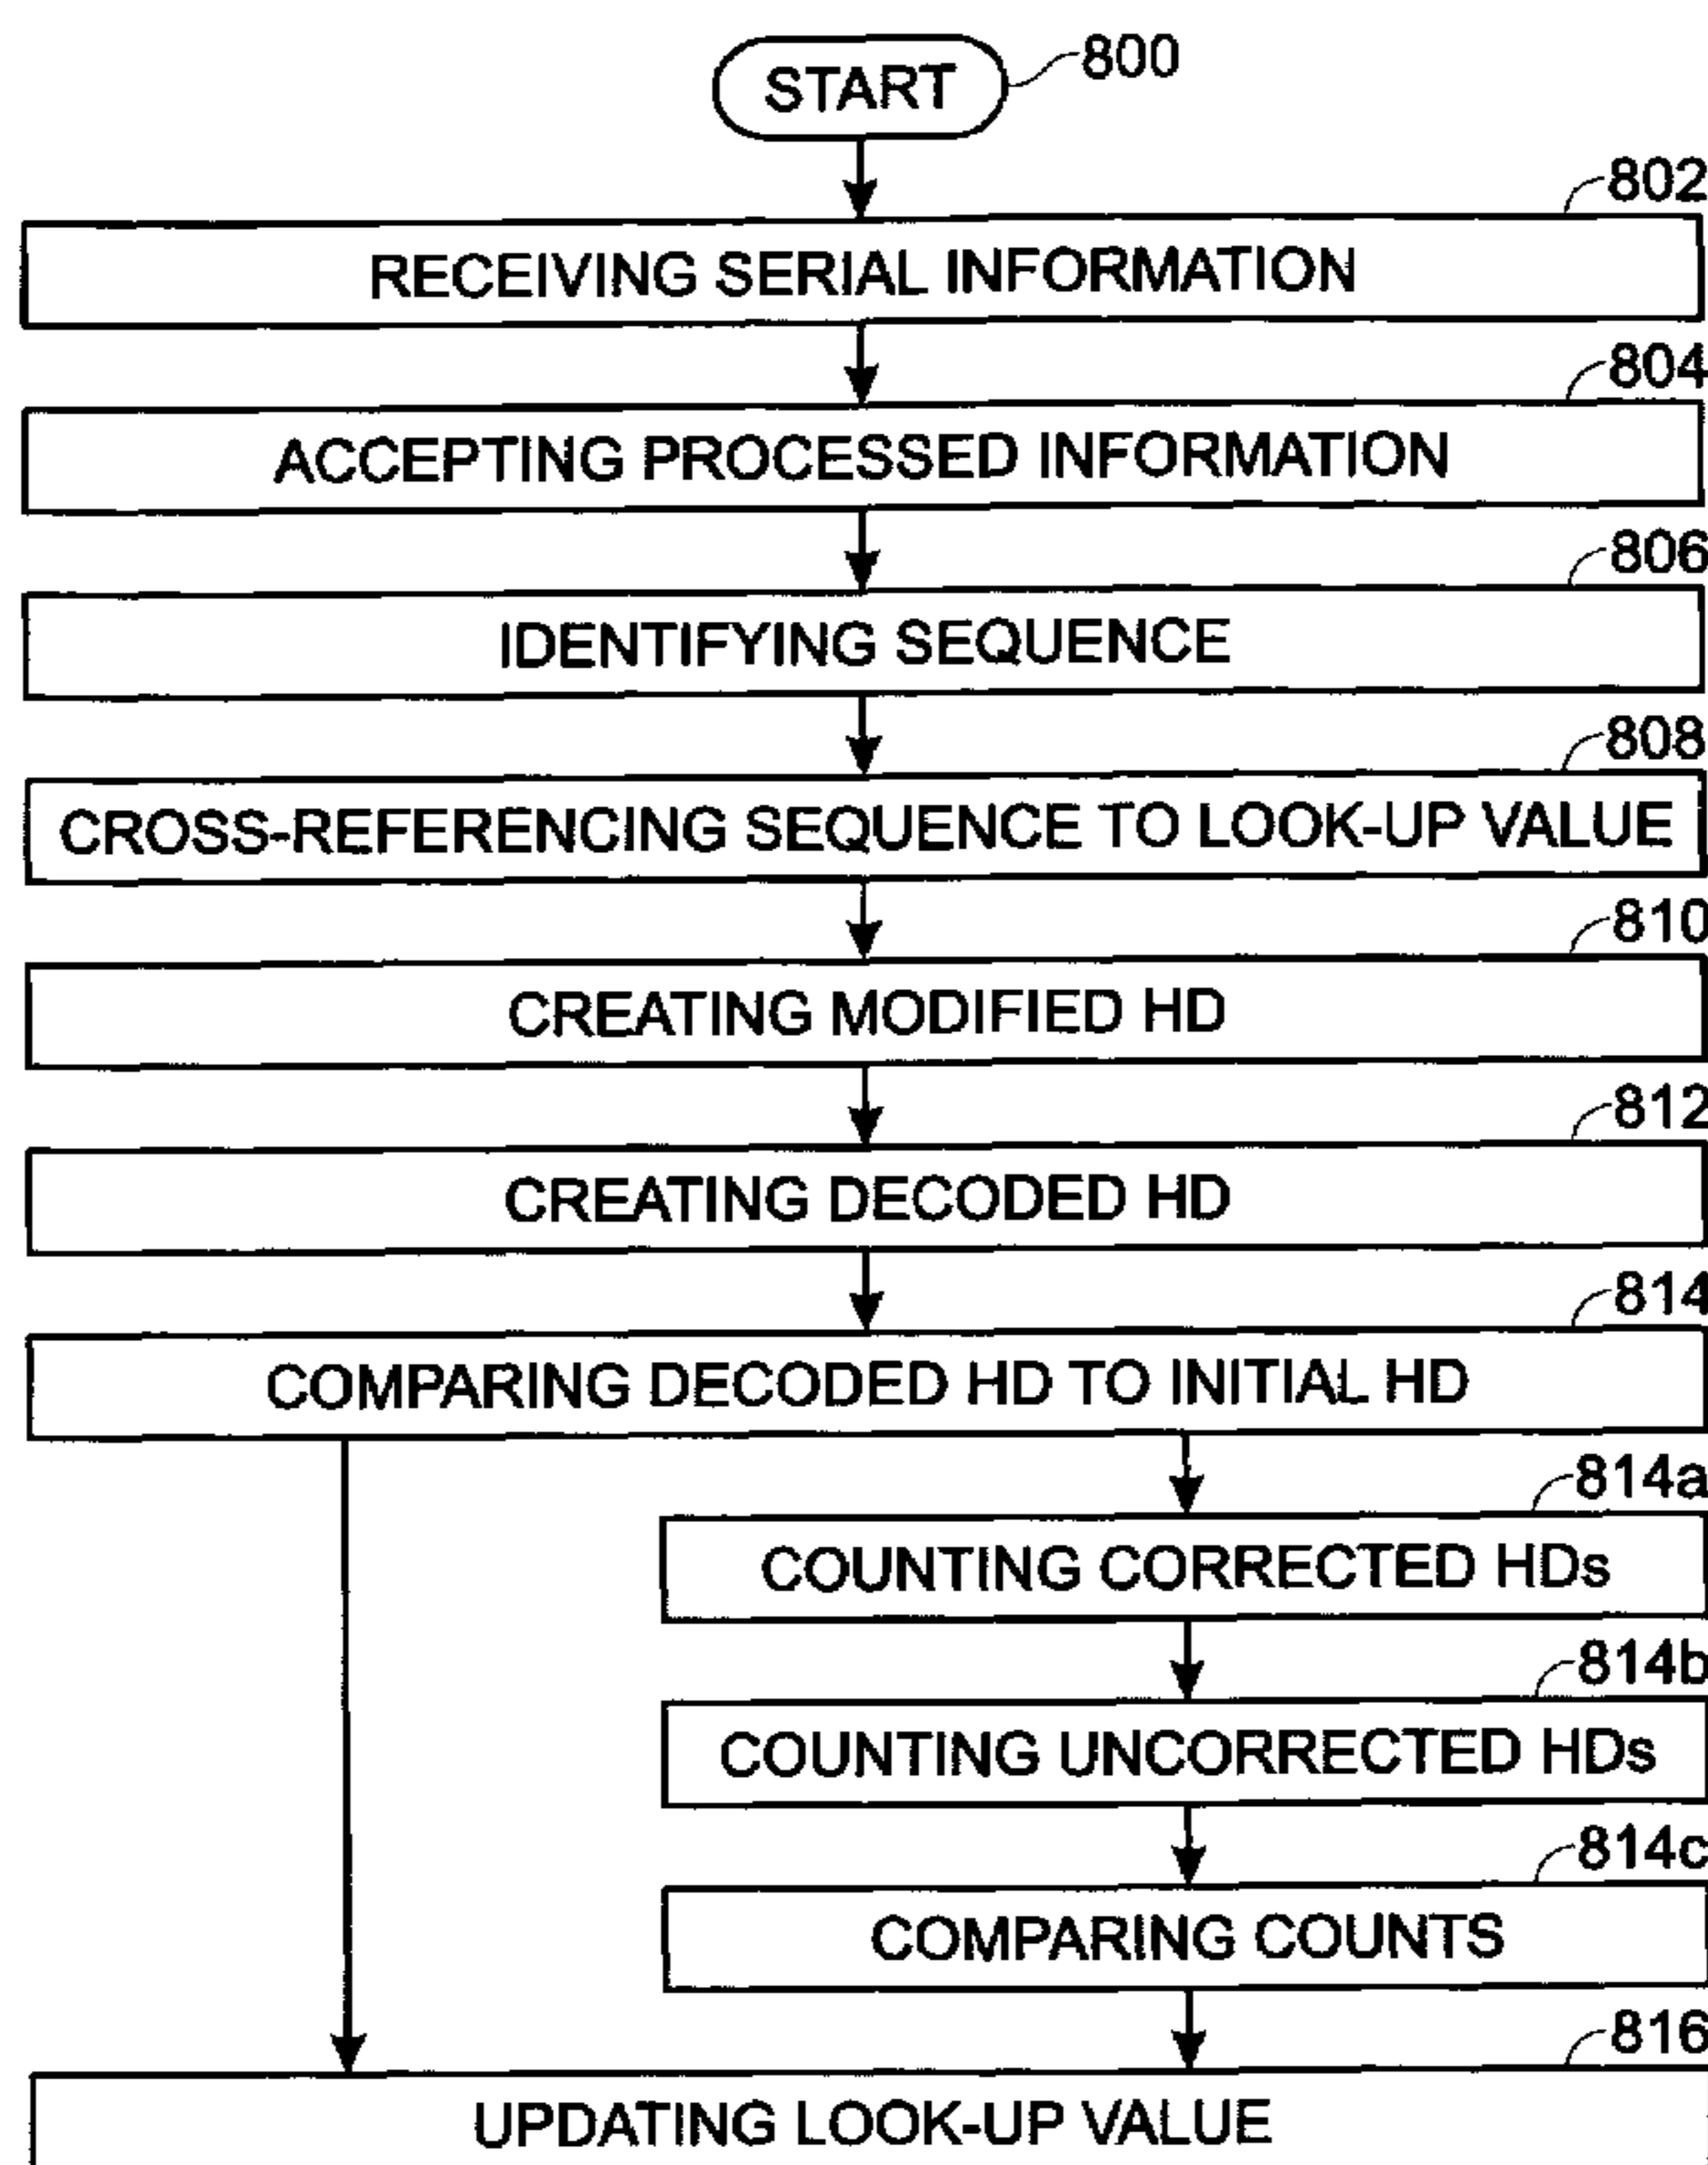 START
800
802
RECEIVING SERIAL INFORMATION
804
ACCEPTING PROCESSED INFORMATION
806
IDENTIFYING SEQUENCE
808
CROSS-REFERENCING SEQUENCE TO LOOK-UP VALUE
810
CREATING MODIFIED HD
812
CREATING DECODED HD
814
COMPARING DECODED HD TO INITIAL HD
814a
COUNTING CORRECTED HDs
814b
COUNTING UNCORRECTED HDs
814c
COMPARING COUNTS
816
UPDATING LOOK-UP VALUE